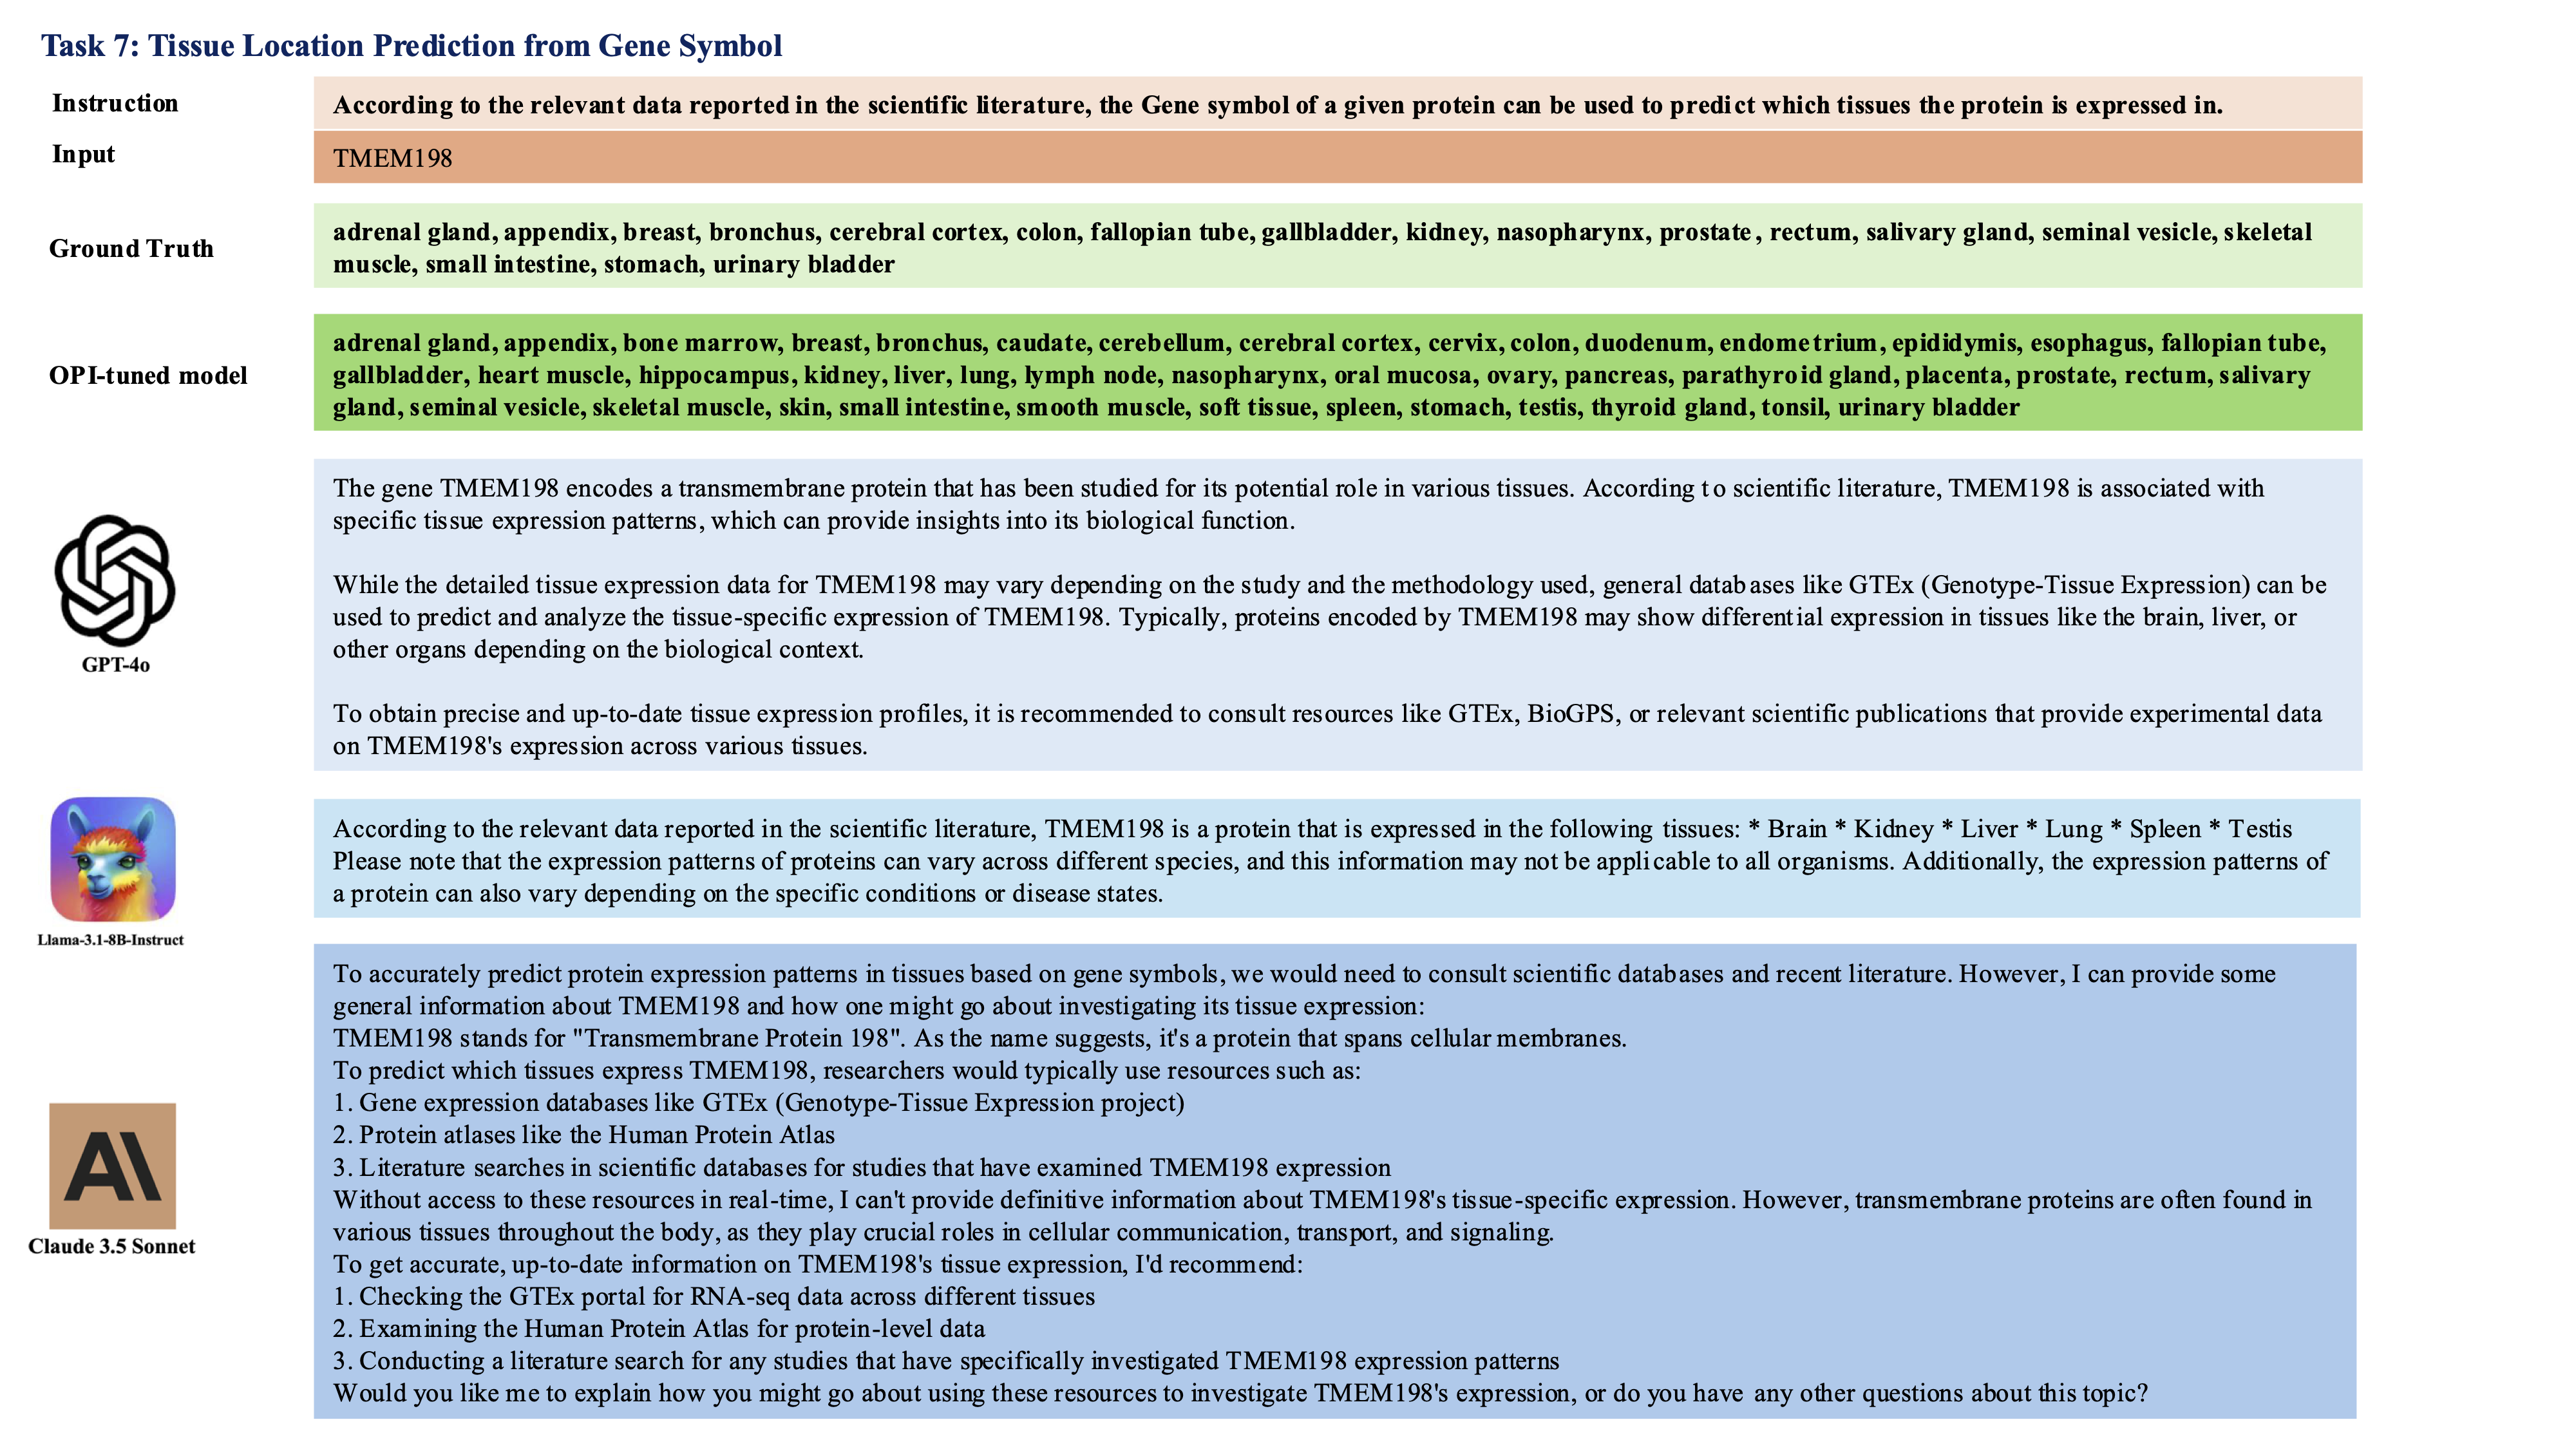 Task 7: Tissue Location Prediction from Gene Symbol
Instruction
According to the relevant data reported in the scientific literature, the Gene symbol of a given protein can be used to predict which tissues the protein is expressed in.
Input
TMEM198
Ground Truth
adrenal gland, appendix, breast, bronchus, cerebral cortex, colon, fallopian tube, gallbladder, kidney, nasopharynx, prostate, rectum, salivary gland, seminal vesicle, skeletal
muscle, small intestine, stomach, urinary bladder
OPI-tuned model
adrenal gland, appendix, bone marrow, breast, bronchus, caudate, cerebellum, cerebral cortex, cervix, colon, duodenum, endometrium, epididymis, esophagus, fallopian tube,
gallbladder, heart muscle, hippocampus, kidney, liver, lung, lymph node, nasopharynx, oral mucosa, ovary, pancreas, parathyroid gland, placenta, prostate, rectum, salivary
gland, seminal vesicle, skeletal muscle, skin, small intestine, smooth muscle, soft tissue, spleen, stomach, testis, thyroid gland, tonsil, urinary bladder
GPT-4o
The gene TMEM198 encodes a transmembrane protein that has been studied for its potential role in various tissues. According to scientific literature, TMEM198 is associated with
specific tissue expression patterns, which can provide insights into its biological function.
While the detailed tissue expression data for TMEM198 may vary depending on the study and the methodology used, general databases like GTEx (Genotype-Tissue Expression) can be
used to predict and analyze the tissue-specific expression of TMEM198. Typically, proteins encoded by TMEM198 may show differential expression in tissues like the brain, liver, or
other organs depending on the biological context.
To obtain precise and up-to-date tissue expression profiles, it is recommended to consult resources like GTEx, BioGPS, or relevant scientific publications that provide experimental data
on TMEM198's expression across various tissues.
Llama-3.1-8B-Instruct
According to the relevant data reported in the scientific literature, TMEM198 is a protein that is expressed in the following tissues: * Brain * Kidney * Liver * Lung * Spleen * Testis
Please note that the expression patterns of proteins can vary across different species, and this information may not be applicable to all organisms. Additionally, the expression patterns of
a protein can also vary depending on the specific conditions or disease states.
Claude 3.5 Sonnet
To accurately predict protein expression patterns in tissues based on gene symbols, we would need to consult scientific databases and recent literature. However, I can provide some
general information about TMEM198 and how one might go about investigating its tissue expression:
TMEM198 stands for "Transmembrane Protein 198". As the name suggests, it's a protein that spans cellular membranes.
To predict which tissues express TMEM198, researchers would typically use resources such as:
1. Gene expression databases like GTEx (Genotype-Tissue Expression project)
2. Protein atlases like the Human Protein Atlas
3. Literature searches in scientific databases for studies that have examined TMEM198 expression
Without access to these resources in real-time, I can't provide definitive information about TMEM198's tissue-specific expression. However, transmembrane proteins are often found in
various tissues throughout the body, as they play crucial roles in cellular communication, transport, and signaling.
To get accurate, up-to-date information on TMEM198's tissue expression, I'd recommend:
1. Checking the GTEx portal for RNA-seq data across different tissues
2. Examining the Human Protein Atlas for protein-level data
3. Conducting a literature search for any studies that have specifically investigated TMEM198 expression patterns
Would you like me to explain how you might go about using these resources to investigate TMEM198's expression, or do you have any other questions about this topic?